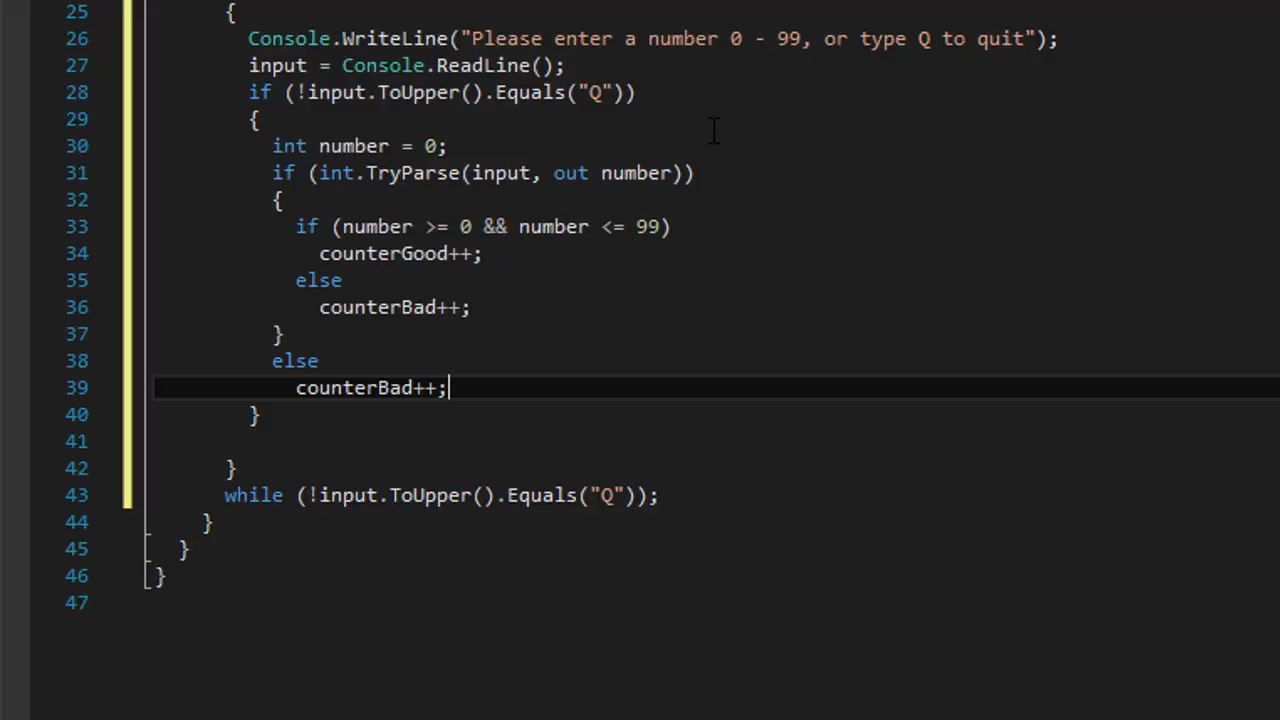 25 {
26 Console.WriteLine("Please enter a number 0 - 99, or type Q to quit");
27 input = Console.ReadLine();
28 if (!input.ToUpper().Equals("Q"))
29 {
30 int number = 0;
31 if (int.TryParse(input, out number))
32 {
33 if (number >= 0 && number <= 99)
34 counterGood++;
35 else
36 counterBad++;
37 }
38 else
39 counterBad++;
40 }
41
42 }
43 while (!input.ToUpper().Equals("Q"));
44 }
45 }
46 }
47